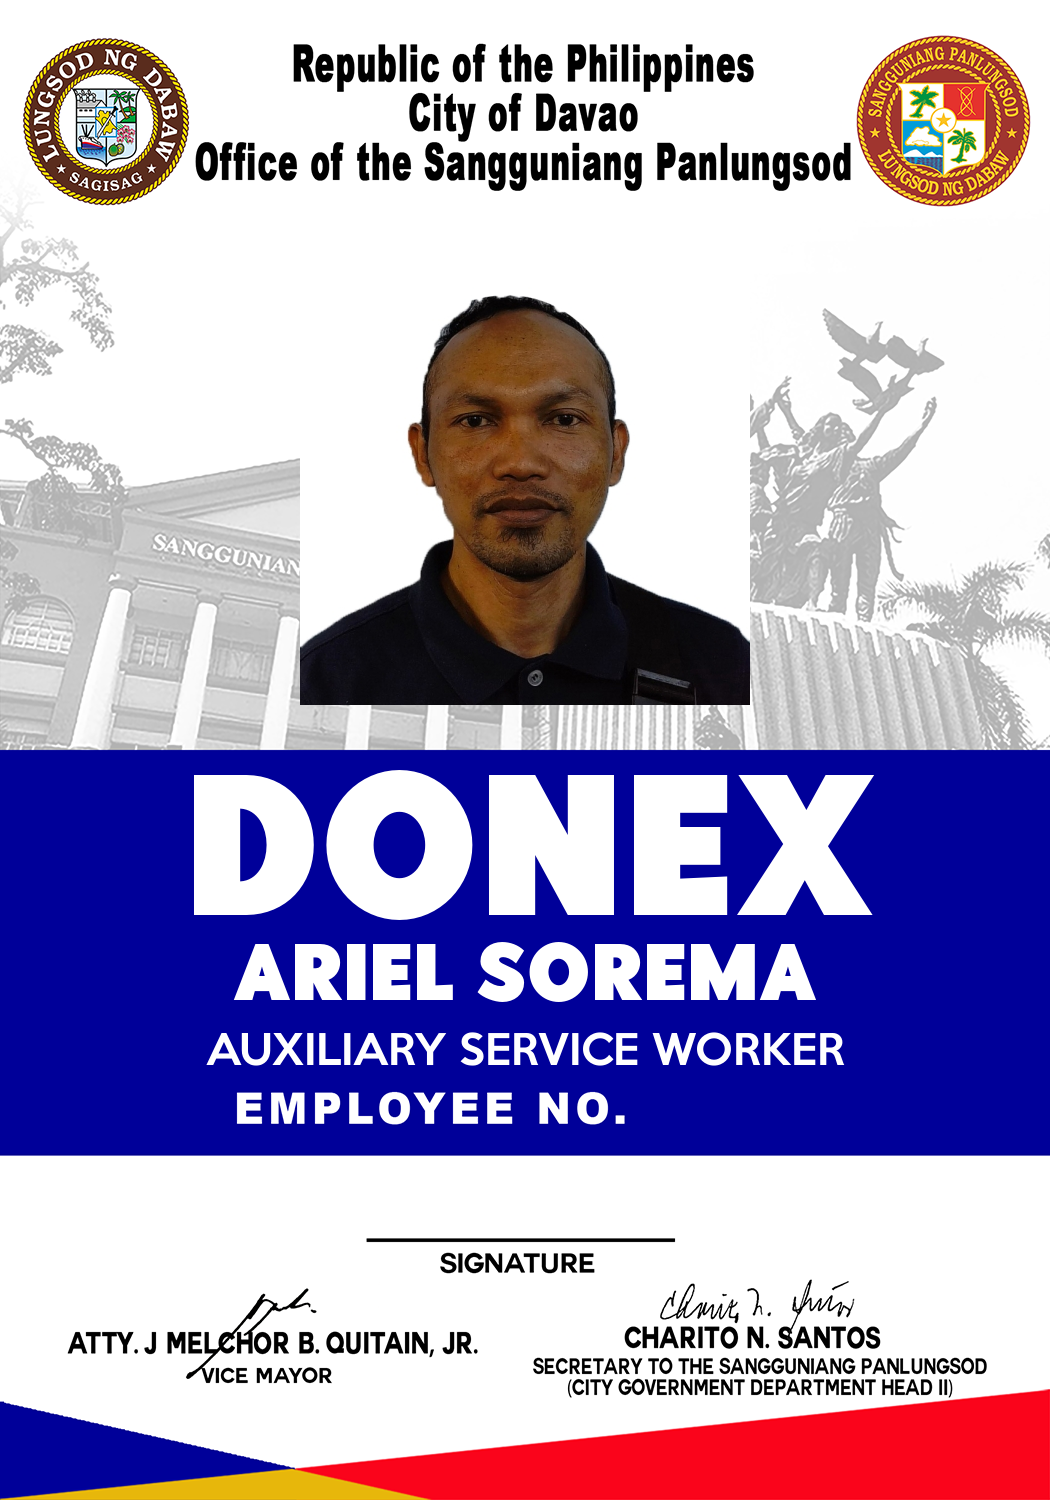 Republic of the Philippines
City of Davao
Office of the Sangguniang Panlungsod
LUNGSOD NG DABAW
SAGISAG
SANGGUNIANG PANLUNGSOD
LUNGSOD NG DABAW
SANGGUNIAN
DONEX
ARIEL SOREMA
AUXILIARY SERVICE WORKER
EMPLOYEE NO.
SIGNATURE
ATTY. J MELCHOR B. QUITAIN, JR.
VICE MAYOR
CHARITO N. SANTOS
SECRETARY TO THE SANGGUNIANG PANLUNGSOD
(CITY GOVERNMENT DEPARTMENT HEAD II)